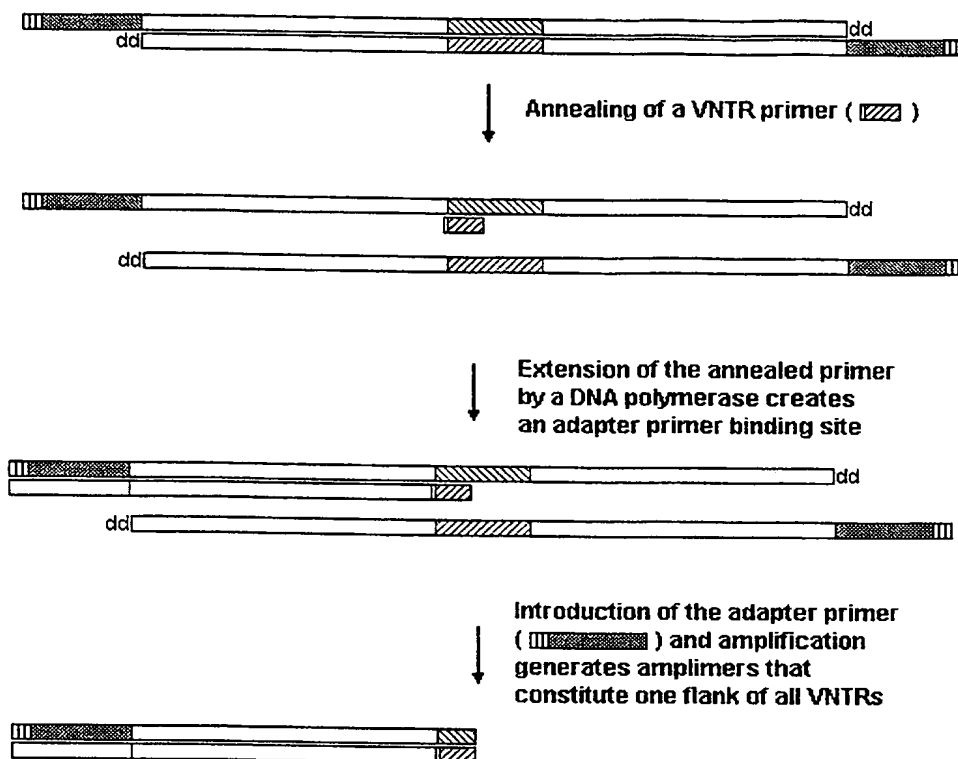 dd
dd
Annealing of a VNTR primer ( )
dd
dd
Extension of the annealed primer
by a DNA polymerase creates
an adapter primer binding site
dd
dd
Introduction of the adapter primer
( ) and amplification
generates amplimers that
constitute one flank of all VNTRs